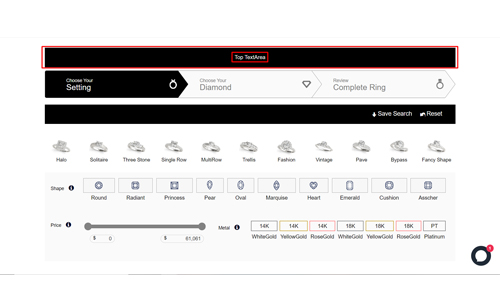 Top TextArea
Choose Your
Setting
Choose Your
Diamond
Review
Complete Ring
Save Search Reset
Halo Solitaire Three Stone Single Row MultiRow Trellis Fashion Vintage Pave Bypass Fancy Shape
Shape
Round Radiant Princess Pear Oval Marquise Heart Emerald Cushion Asscher
Price
$ 0 $ 61,061
Metal
14K 14K 14K 18K 18K 18K PT
WhiteGold YellowGold RoseGold WhiteGold YellowGold RoseGold Platinum